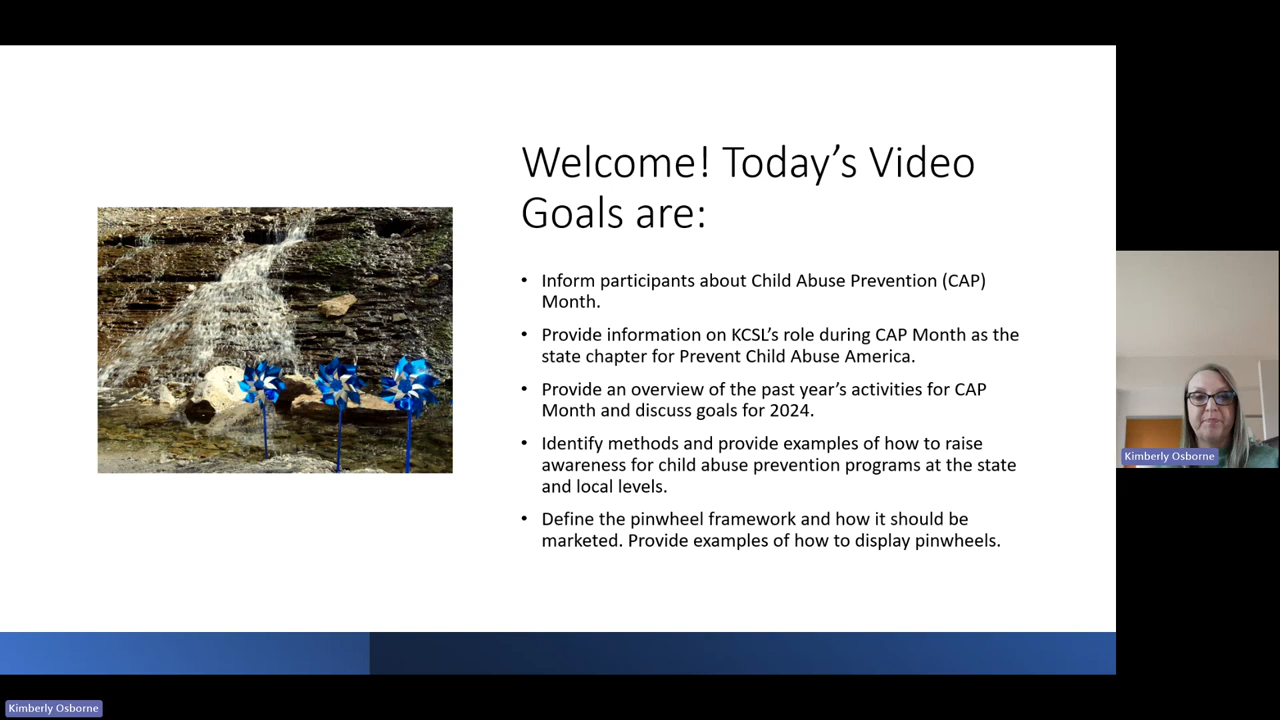 Welcome! Today’s Video
Goals are:
• Inform participants about Child Abuse Prevention (CAP)
Month.
• Provide information on KCSL’s role during CAP Month as the
state chapter for Prevent Child Abuse America.
• Provide an overview of the past year’s activities for CAP
Month and discuss goals for 2024.
• Identify methods and provide examples of how to raise
awareness for child abuse prevention programs at the state
and local levels.
• Define the pinwheel framework and how it should be
marketed. Provide examples of how to display pinwheels.
Kimberly Osborne
Kimberly Osborne